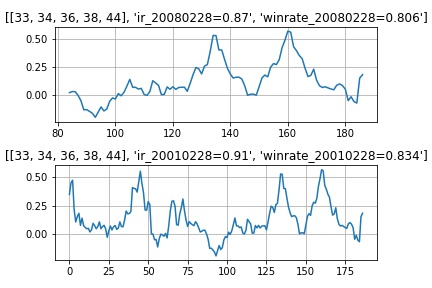 [[33, 34, 36, 38, 44], 'ir_20080228=0.87', 'winrate_20080228=0.806']
0.50
0.25
0.00
80 100 120 140 160 180
[[33, 34, 36, 38, 44], 'ir_20010228=0.91', 'winrate_20010228=0.834']
0.50
0.25
0.00
0 25 50 75 100 125 150 175